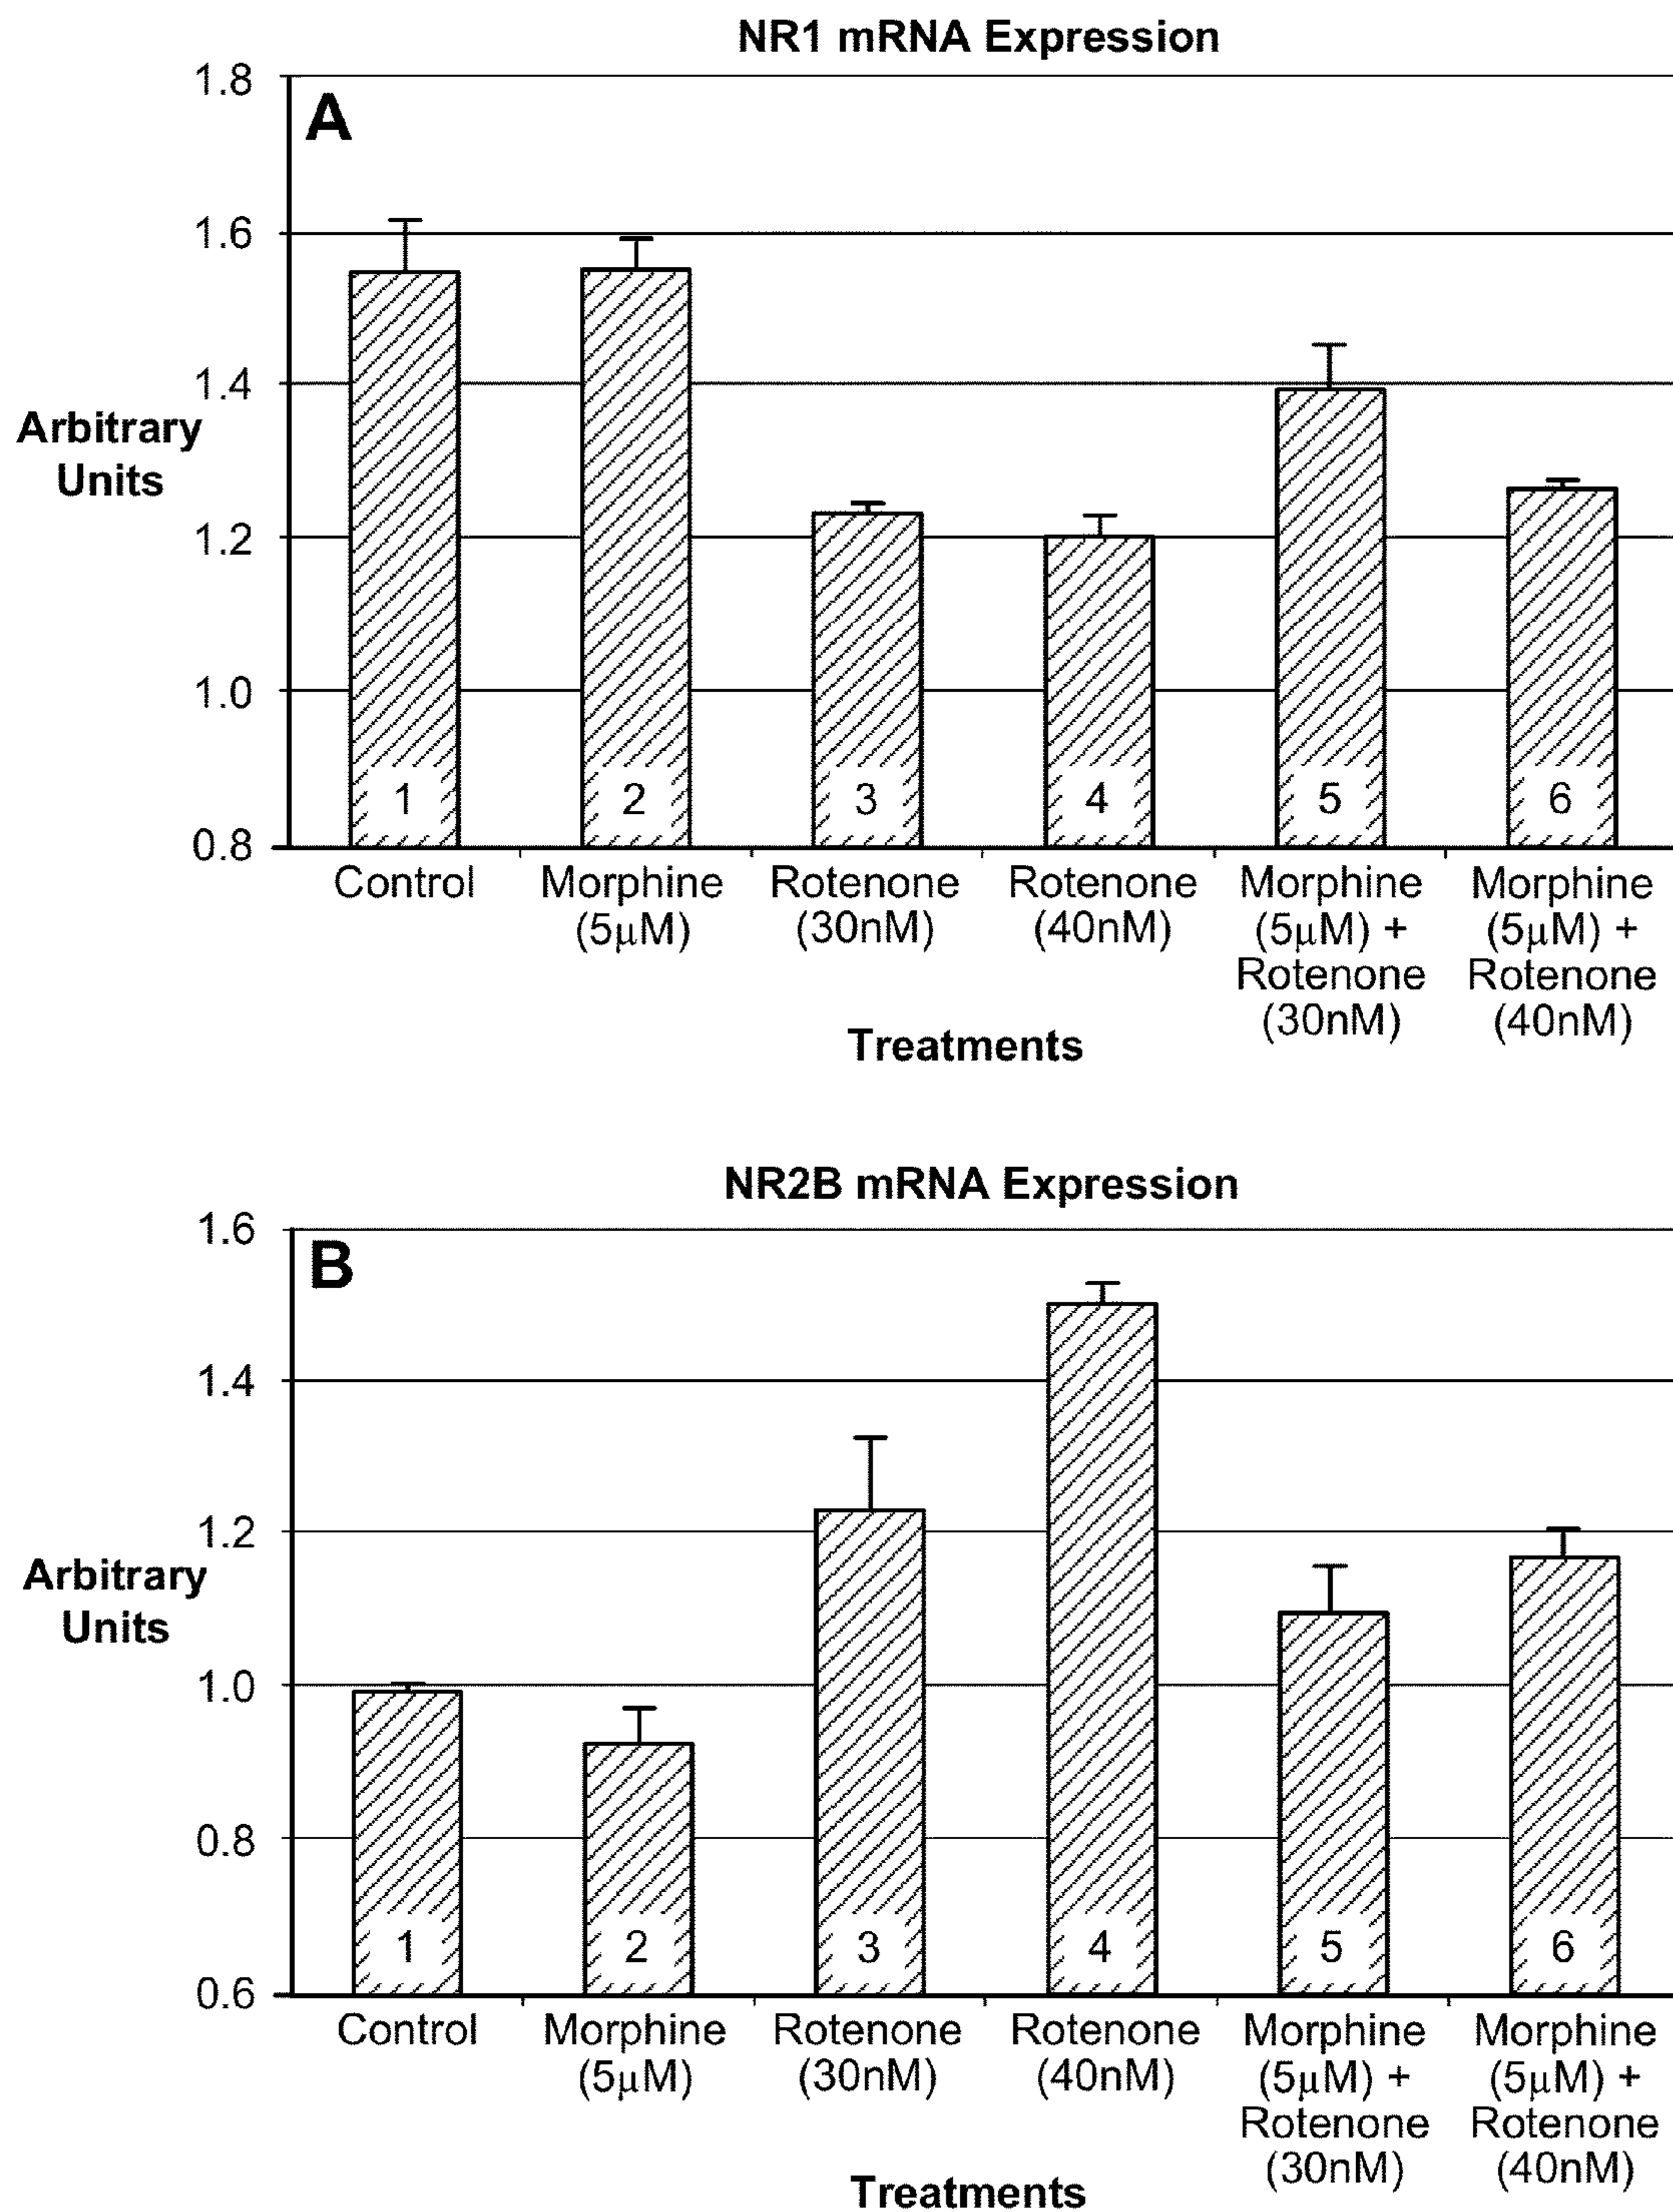 NR1 mRNA Expression
1.8
A
1.6
1.4
Arbitrary
Units
1.2
1.0
0.8
1 2 3 4 5 6
Control Morphine Rotenone Rotenone Morphine Morphine
(5μM) (30nM) (40nM) (5μM) + (5μM) +
Rotenone Rotenone
(30nM) (40nM)
Treatments
NR2B mRNA Expression
1.6
B
1.4
1.2
Arbitrary
Units
1.0
0.8
0.6
1 2 3 4 5 6
Control Morphine Rotenone Rotenone Morphine Morphine
(5μM) (30nM) (40nM) (5μM) + (5μM) +
Rotenone Rotenone
(30nM) (40nM)
Treatments